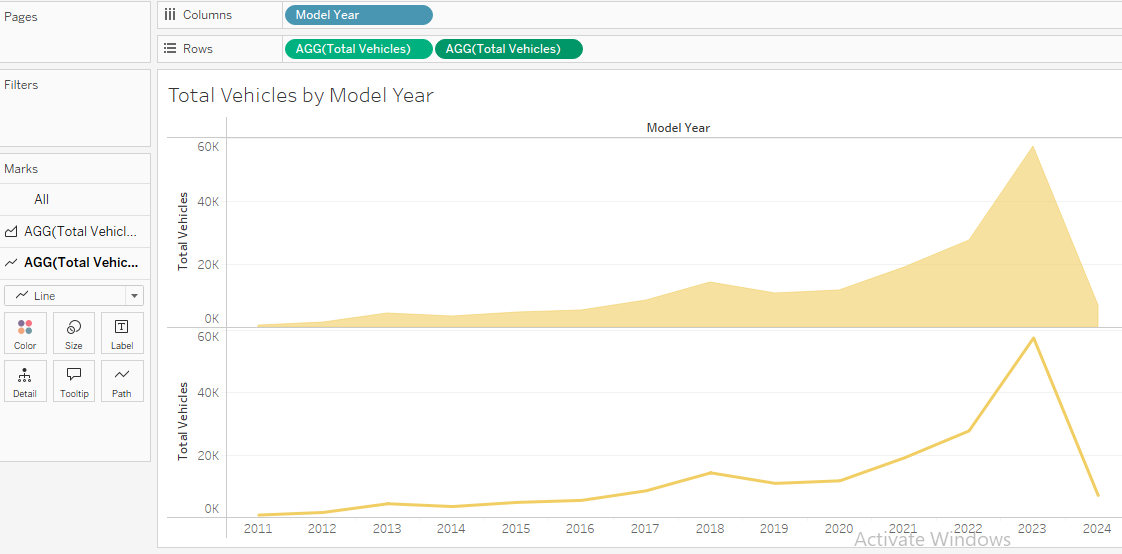 Pages
Columns
Model Year
Rows
AGG(Total Vehicles) AGG(Total Vehicles)
Filters
Marks
All
AGG(Total Vehicl...
AGG(Total Vehic...
Line
Color Size Label
Detail Tooltip Path
Total Vehicles by Model Year
Model Year
60K
40K
20K
0K
Total Vehicles
60K
40K
20K
0K
Total Vehicles
2011 2012 2013 2014 2015 2016 2017 2018 2019 2020 2021 2022 2023 2024
Activate Windows